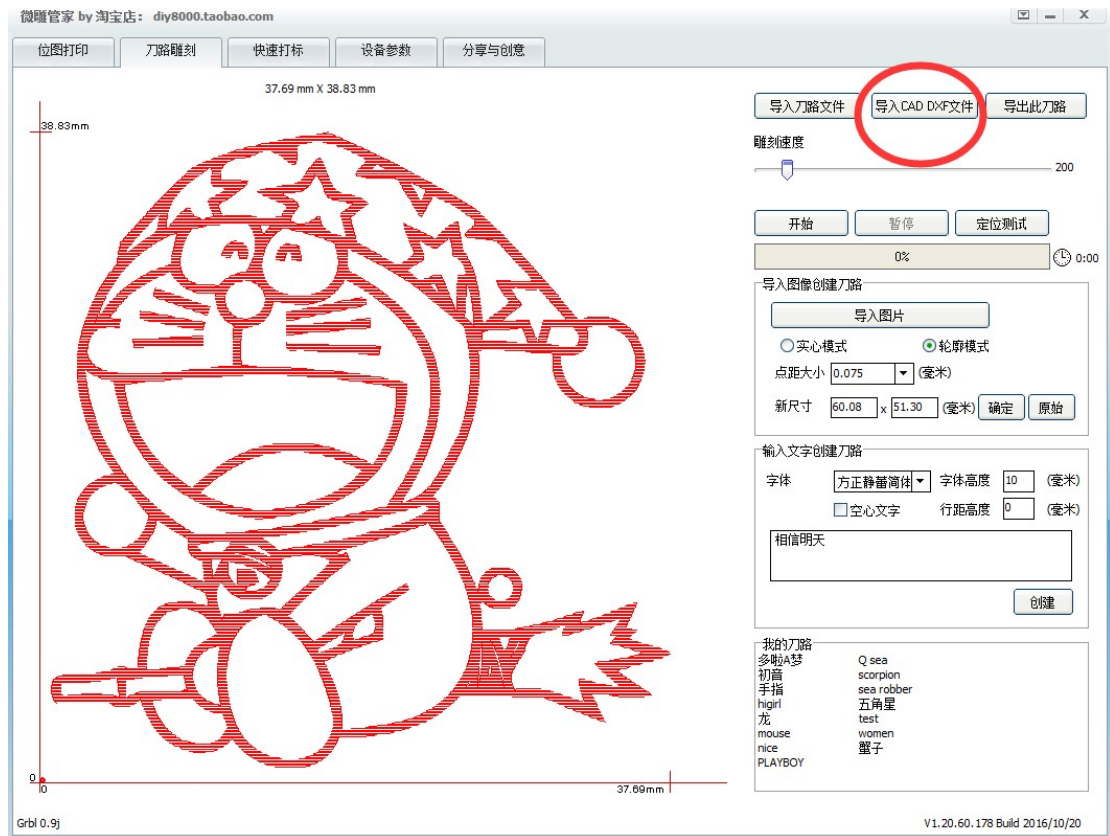 微雕管家 by 淘宝店: diy8000.taobao.com
位图打印 刀路雕刻 快速打标 设备参数 分享与创意
37.69 mm X 38.83 mm
38.83mm
0
0
37.69mm
导入刀路文件 导入CAD DXF文件 导出此刀路
雕刻速度
200
开始 暂停 定位测试
0% 0:00
导入图像创建刀路
导入图片
实心模式 轮廓模式
点距大小 0.075 (毫米)
新尺寸 60.08 x 51.30 (毫米) 确定 原始
输入文字创建刀路
字体 方正静蕾简体 字体高度 10 (毫米)
空心文字 行距高度 0 (毫米)
相信明天
创建
我的刀路
多啦A梦 Q sea
初音 scorpion
手指 sea robber
higirl 五角星
龙 test
mouse women
nice 蟹子
PLAYBOY
Grbl 0.9j V1.20.60.178 Build 2016/10/20